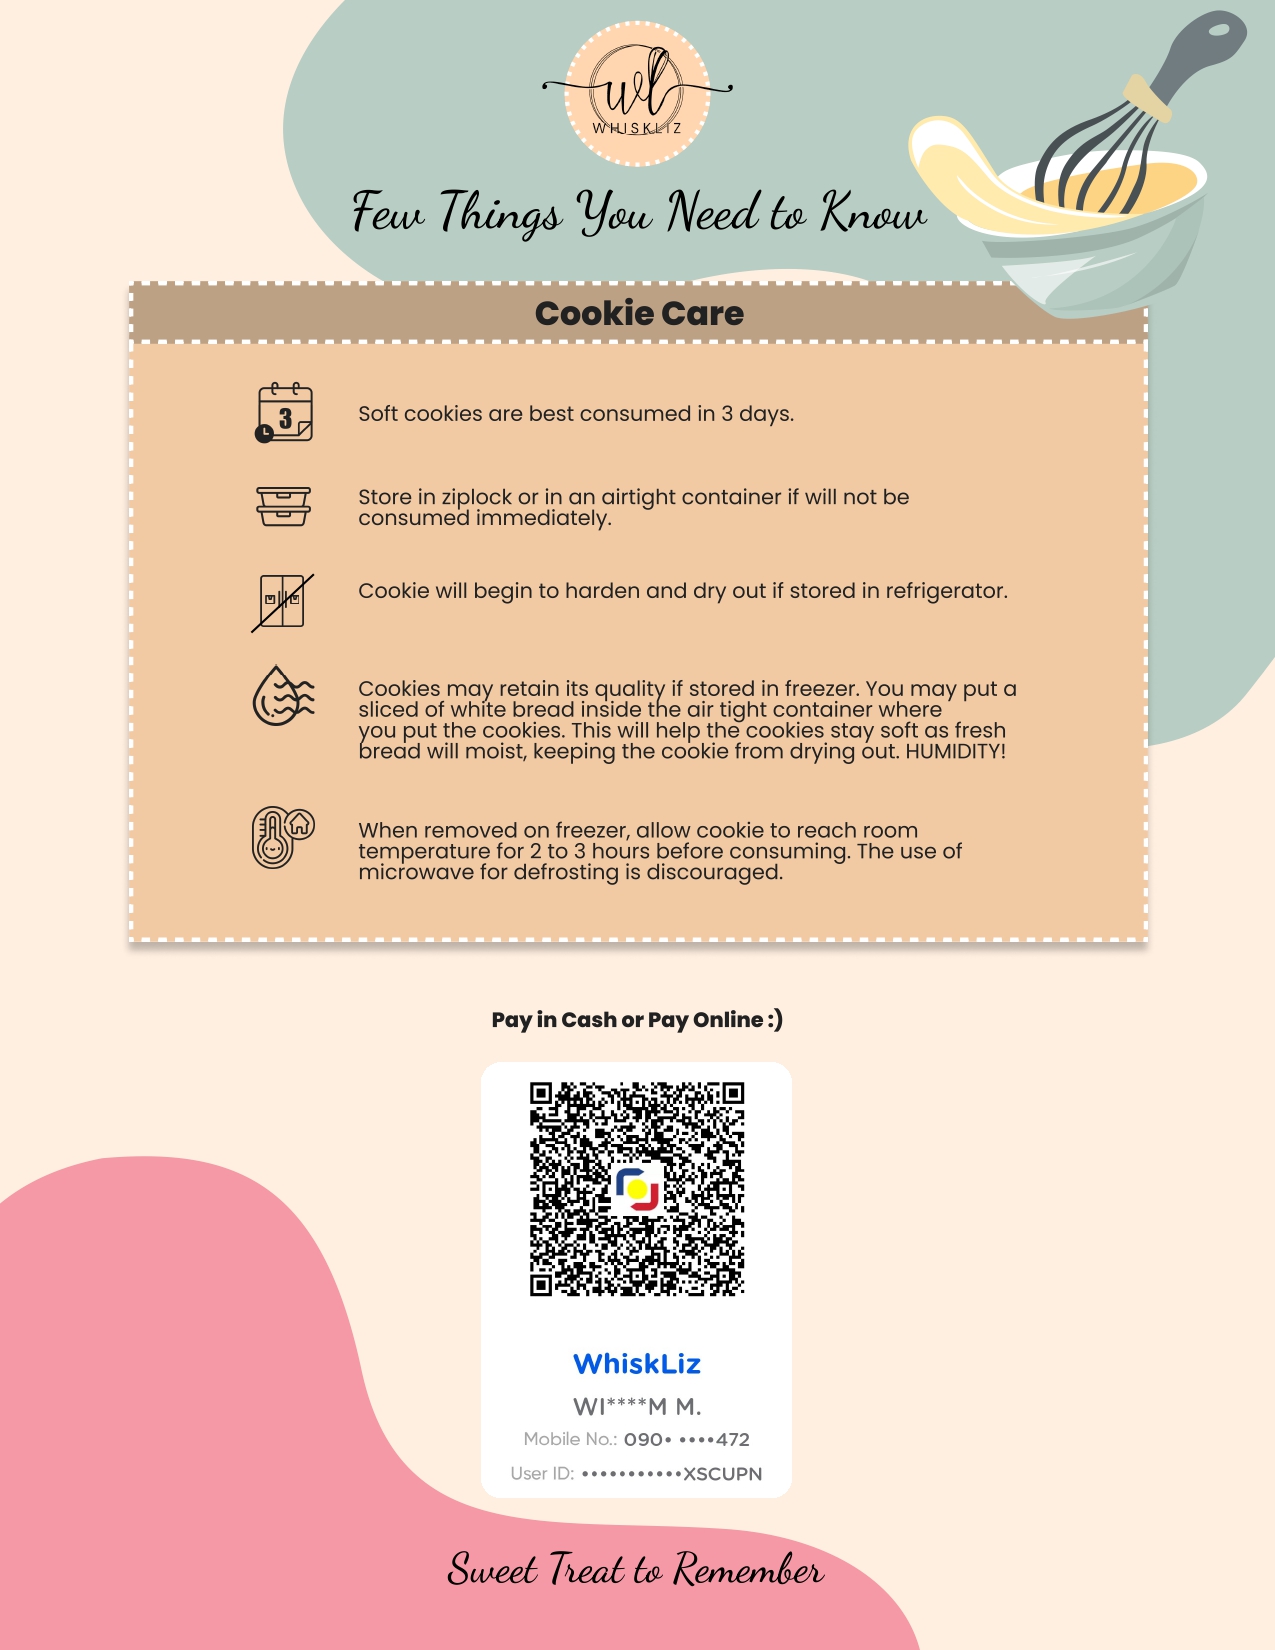 wl
WHISKLIZ
Few Things You Need to Know
Cookie Care
3
Soft cookies are best consumed in 3 days.
Store in ziplock or in an airtight container if will not be
consumed immediately.
Cookie will begin to harden and dry out if stored in refrigerator.
Cookies may retain its quality if stored in freezer. You may put a
sliced of white bread inside the air tight container where
you put the cookies. This will help the cookies stay soft as fresh
bread will moist, keeping the cookie from drying out. HUMIDITY!
When removed on freezer, allow cookie to reach room
temperature for 2 to 3 hours before consuming. The use of
microwave for defrosting is discouraged.
Pay in Cash or Pay Online :)
WhiskLiz
WI****M M.
Mobile No.: 090• ••••472
User ID: •••••••••••XSCUPN
Sweet Treat to Remember